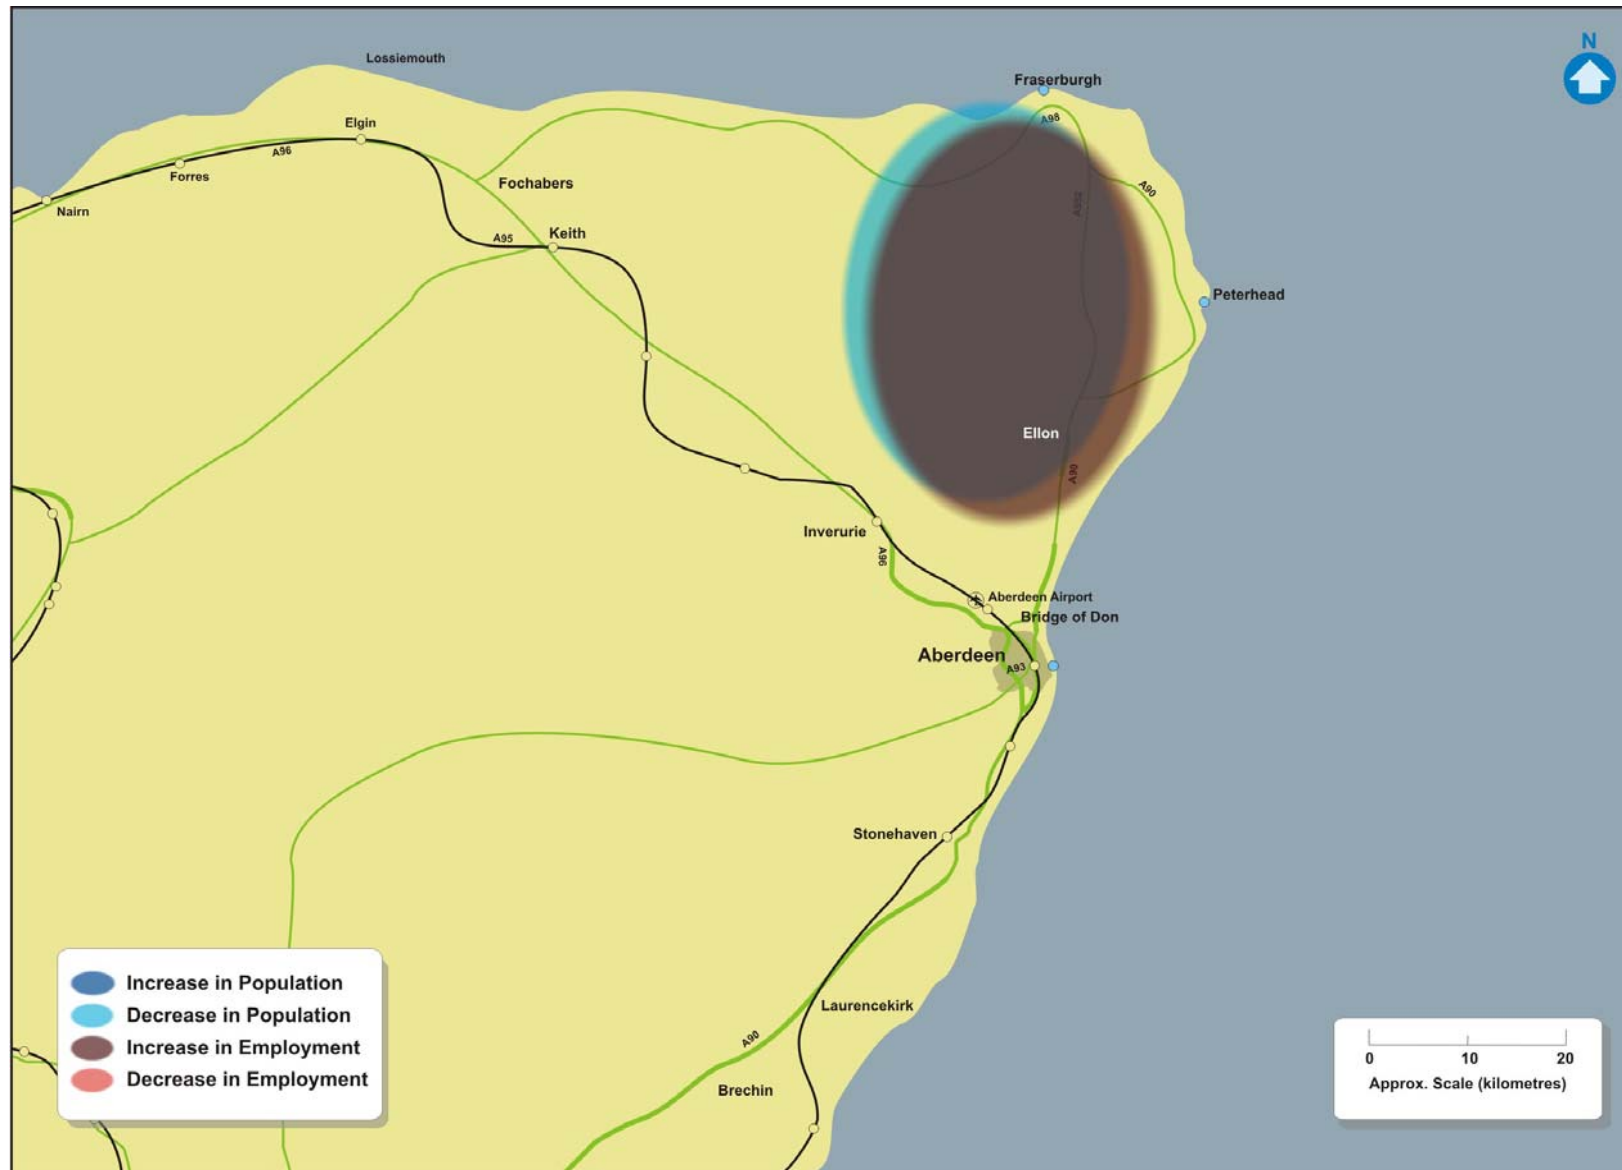 N
Lossiemouth
Fraserburgh
A98
Elgin
A96
Forres
Fochabers
A90
Nairn
A952
A95
Keith
Peterhead
Ellon
A90
Inverurie
A96
Aberdeen Airport
Bridge of Don
Aberdeen
A93
Stonehaven
Laurencekirk
A90
Brechin
Increase in Population
Decrease in Population
Increase in Employment
Decrease in Employment
0 10 20
Approx. Scale (kilometres)